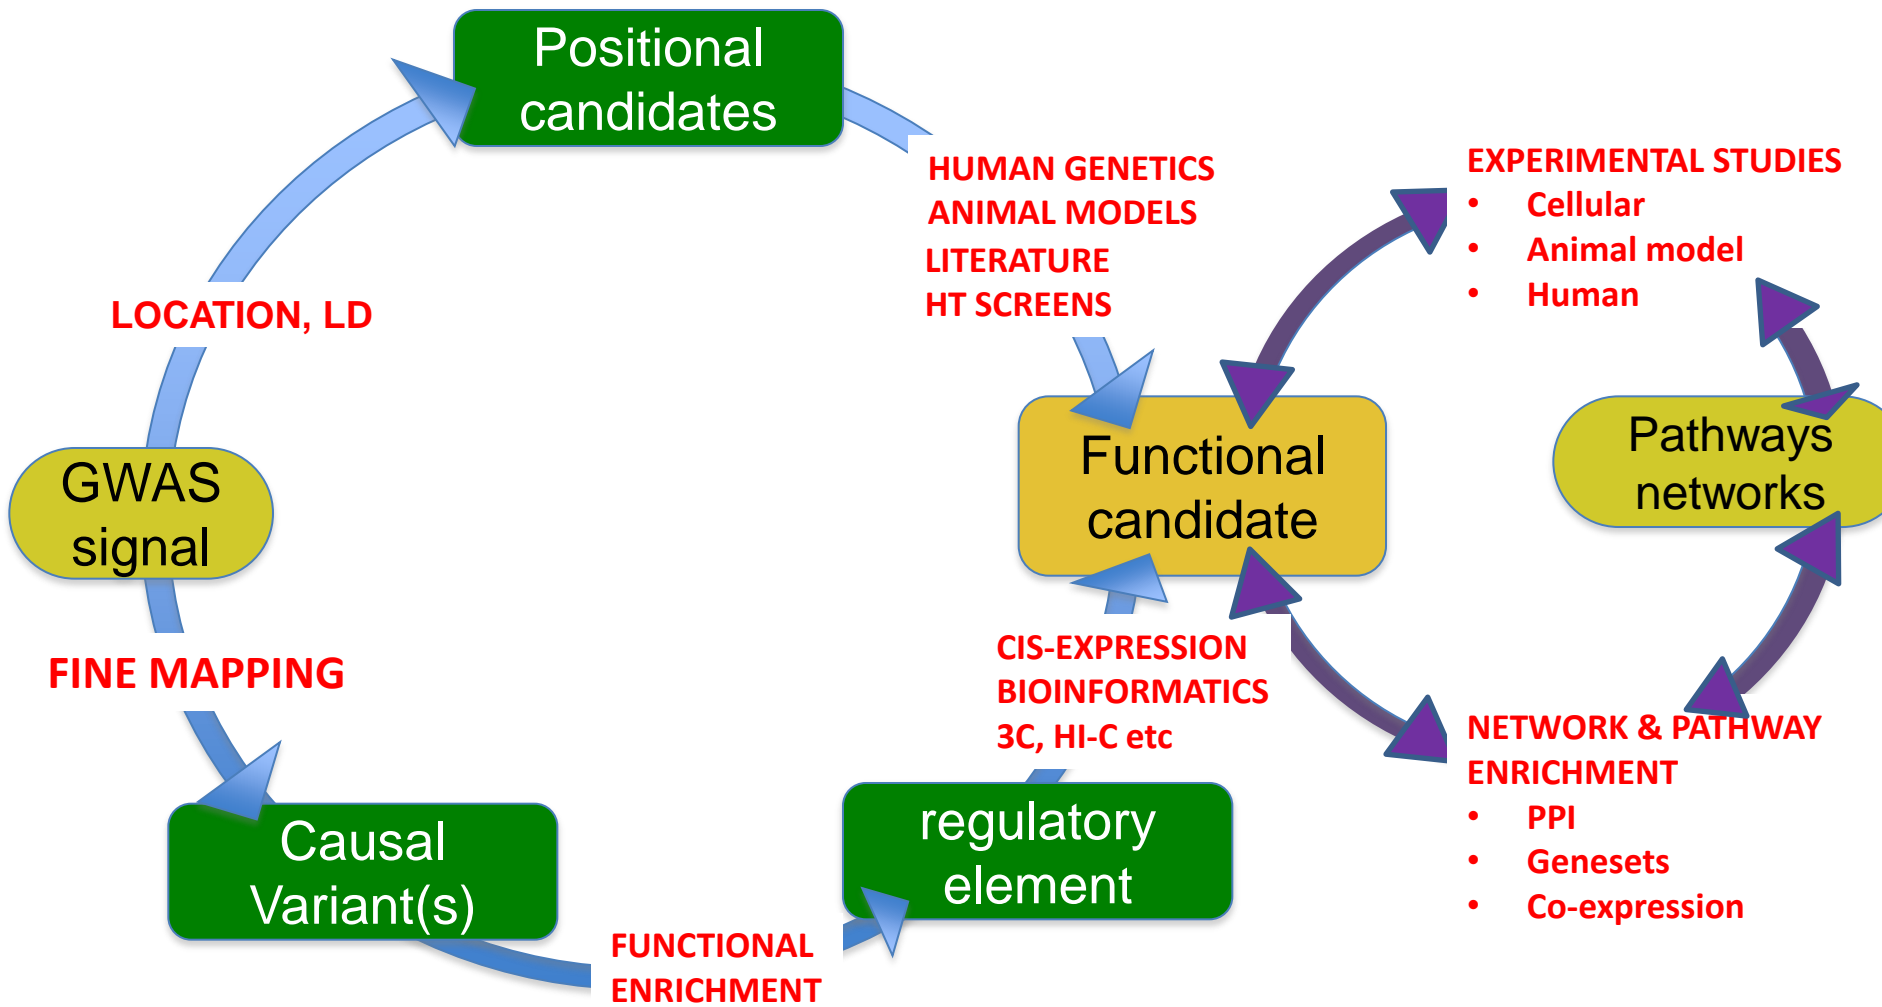 Positional
candidates
HUMAN GENETICS
ANIMAL MODELS
LITERATURE
HT SCREENS
EXPERIMENTAL STUDIES
• Cellular
• Animal model
• Human
LOCATION, LD
GWAS
signal
Functional
candidate
Pathways
networks
FINE MAPPING
CIS-EXPRESSION
BIOINFORMATICS
3C, HI-C etc
NETWORK & PATHWAY
ENRICHMENT
• PPI
• Genesets
• Co-expression
Causal
Variant(s)
regulatory
element
FUNCTIONAL
ENRICHMENT